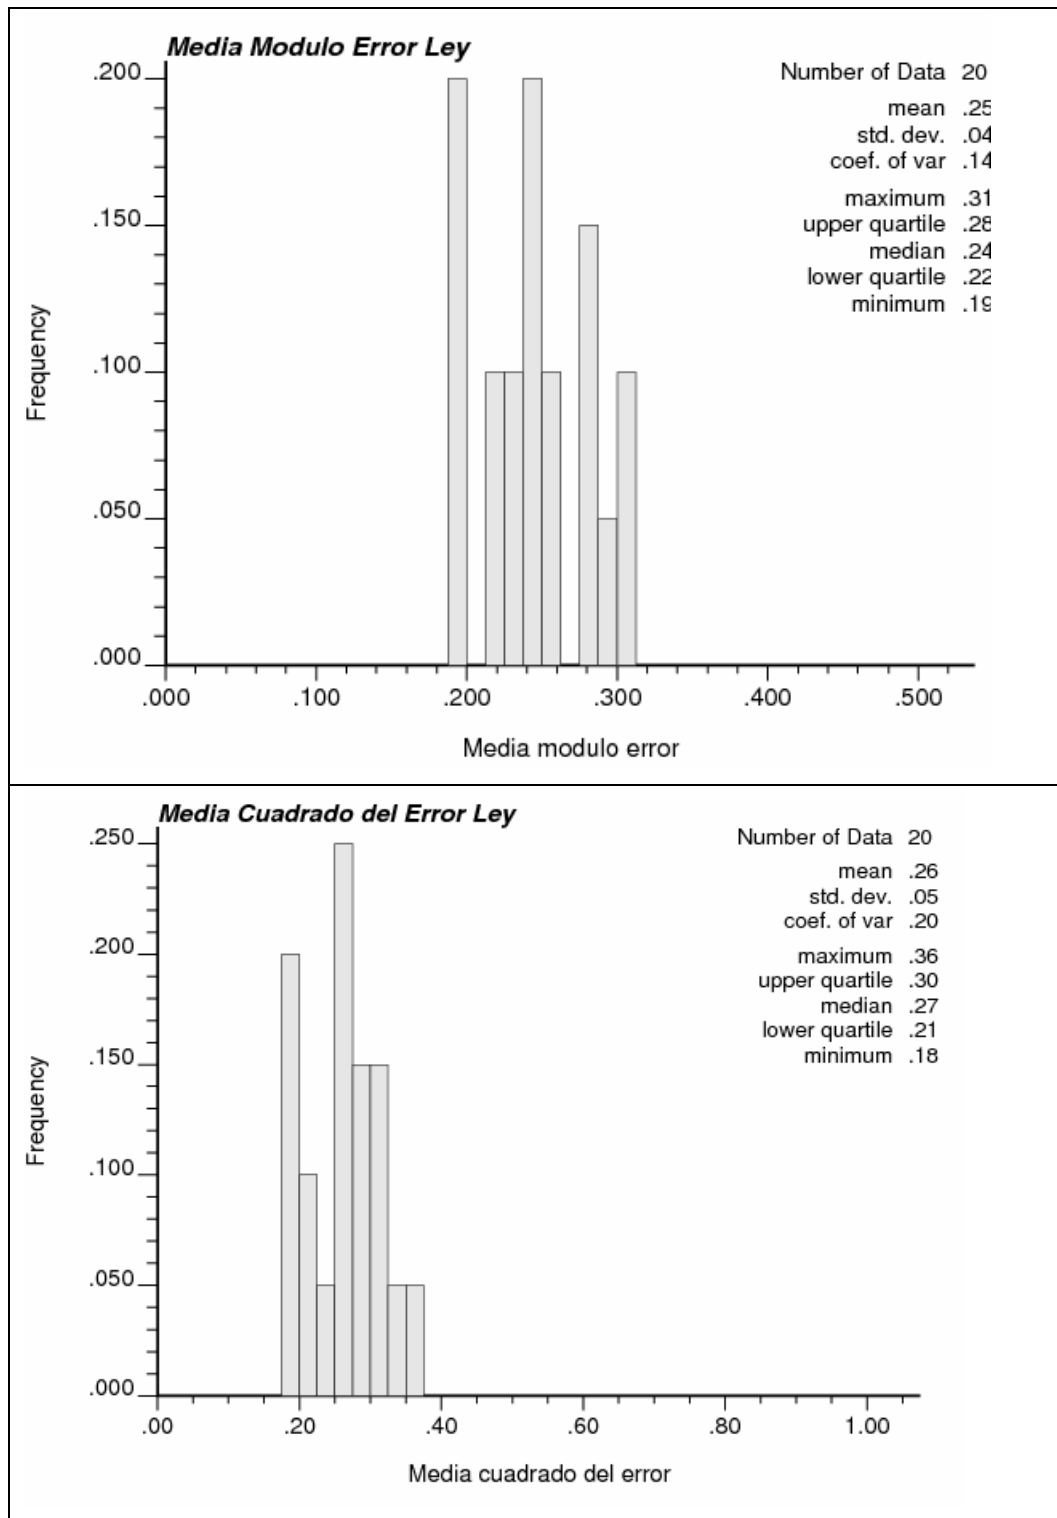 Media Modulo Error Ley
Number of Data 20
mean .25
std. dev. .04
coef. of var .14
maximum .31
upper quartile .28
median .24
lower quartile .22
minimum .19
Frequency
.200
.150
.100
.050
.000
.000 .100 .200 .300 .400 .500
Media modulo error
Media Cuadrado del Error Ley
Number of Data 20
mean .26
std. dev. .05
coef. of var .20
maximum .36
upper quartile .30
median .27
lower quartile .21
minimum .18
Frequency
.250
.200
.150
.100
.050
.000
.00 .20 .40 .60 .80 1.00
Media cuadrado del error